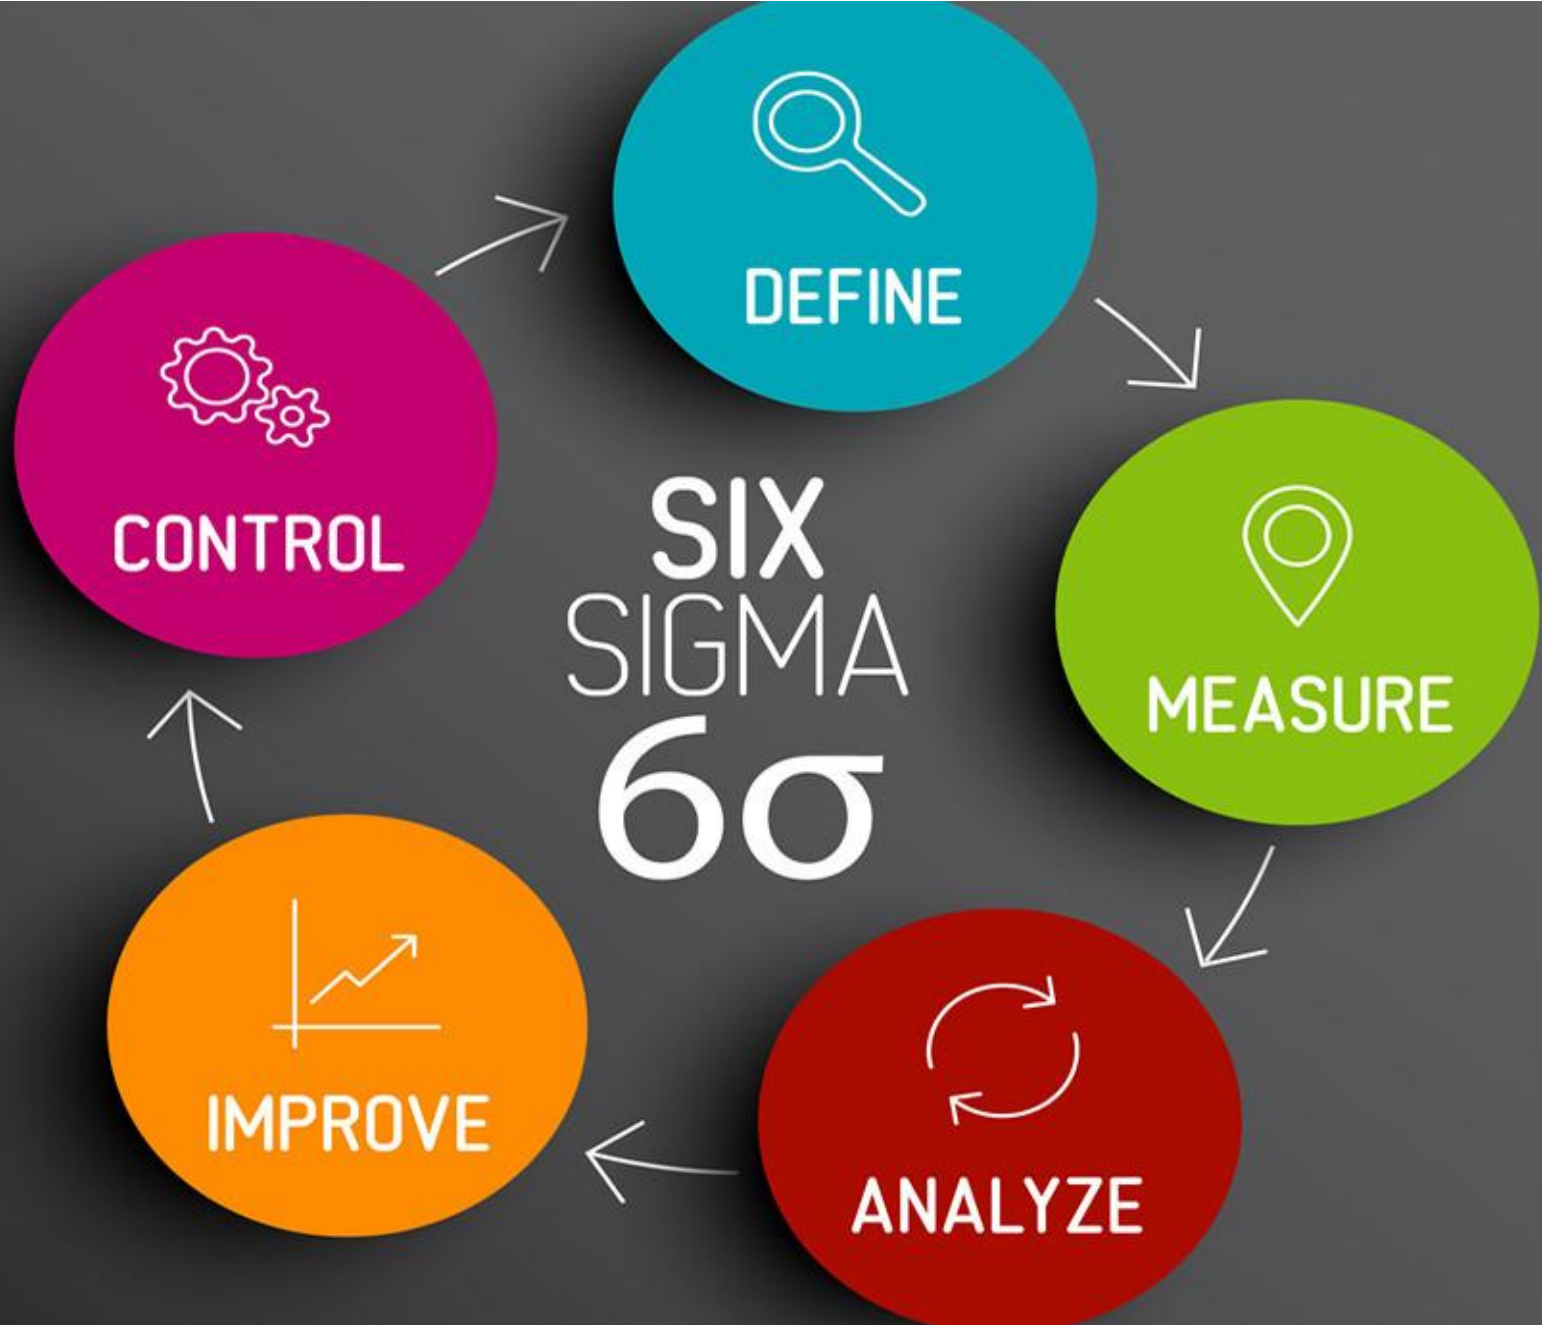 DEFINE
MEASURE
ANALYZE
IMPROVE
CONTROL
SIX
SIGMA
6σ